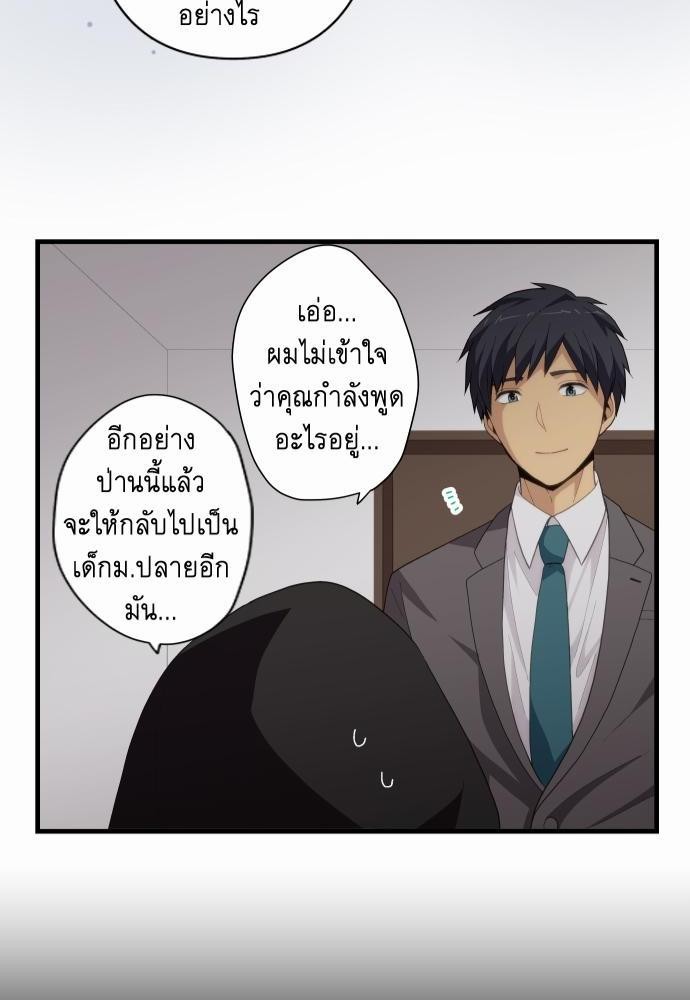 อย่างไร
เอ่อ...
ผมไม่เข้าใจ
ว่าคุณกำลังพูด
อะไรอยู่...
อีกอย่าง
ป่านนี้แล้ว
จะให้กลับไปเป็น
เด็กม.ปลายอีก
มัน...